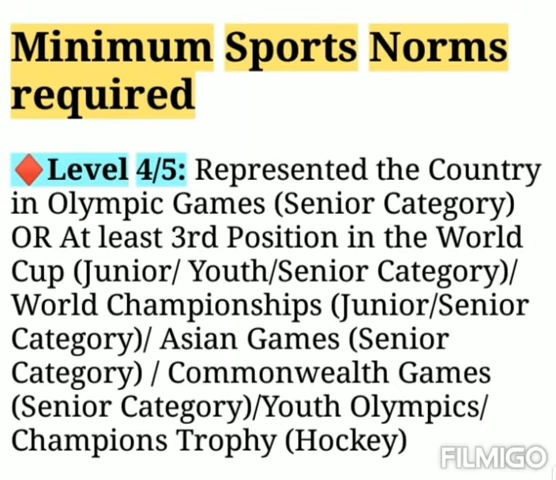 Minimum Sports Norms
required
♦Level 4/5: Represented the Country
in Olympic Games (Senior Category)
OR At least 3rd Position in the World
Cup (Junior/ Youth/Senior Category)/
World Championships (Junior/Senior
Category)/ Asian Games (Senior
Category) / Commonwealth Games
(Senior Category)/Youth Olympics/
Champions Trophy (Hockey)
FILMIGO